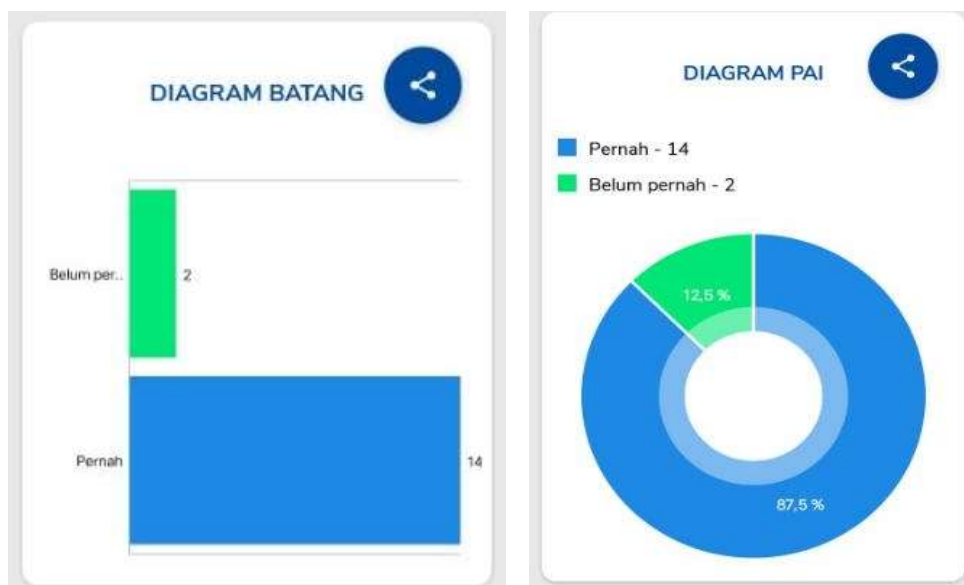 DIAGRAM BATANG
Belum per..
2
Pernah
14
DIAGRAM PAI
Pernah - 14
Belum pernah - 2
12,5 %
87,5 %